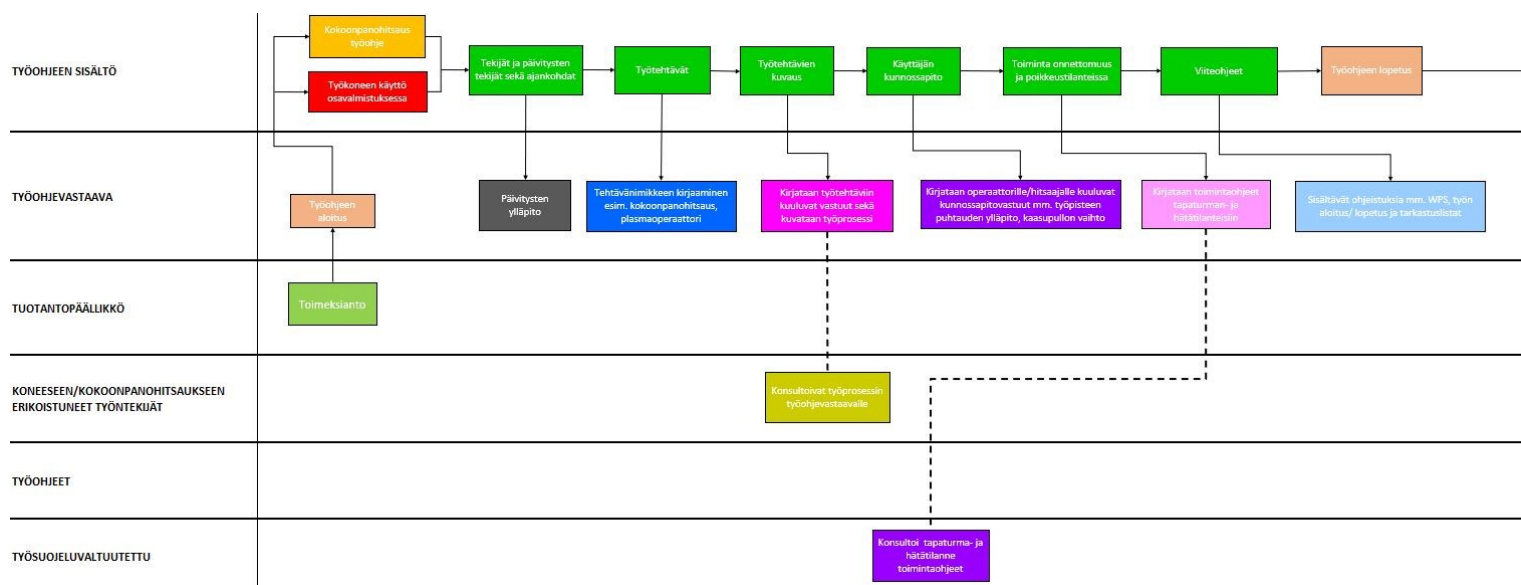 TYÖOHJEEN SISÄLTÖ
Kokoonpanohitsaus
työohje
Työkoneen käyttö
osavalmistuksessa
Tekijät ja päivitysten
tekijät sekä ajankohdat
Työtehtävät
Työtehtävien
kuvaus
Käyttäjän
kunnossapito
Toiminta onnettomuus
ja poikkeustilanteissa
Viiteohjeet
Työohjeen lopetus
TYÖOHJEVASTAAVA
Työohjeen
aloitus
Päivitysten
ylläpito
Tehtävänimikkeen kirjaaminen
esim. kokoonpanohitsaus,
plasmaoperaattori
Kirjataan työtehtäviin
kuuluvat vastuut sekä
kuvataan työprosessi
Kirjataan operaattorille/hitsaajalle kuuluvat
kunnossapitovastuut mm. työpisteen
puhtauden ylläpito, kaasupullon vaihto
Kirjataan toimintaohjeet
tapaturman- ja
hätätilanteisiin
Sisältävät ohjeistuksia mm. WPS, työn
aloitus/ lopetus ja tarkastuslistat
TUOTANTOPÄÄLLIKKÖ
Toimeksianto
KONEESEEN/KOKOONPANOHITSAUKSEEN
ERIKOISTUNEET TYÖNTEKIJÄT
Konsultoivat työprosessin
työohjevastaavalle
TYÖOHJEET
TYÖSUOJELUVALTUUTETTU
Konsultoi tapaturma- ja
hätätilanne
toimintaohjeet